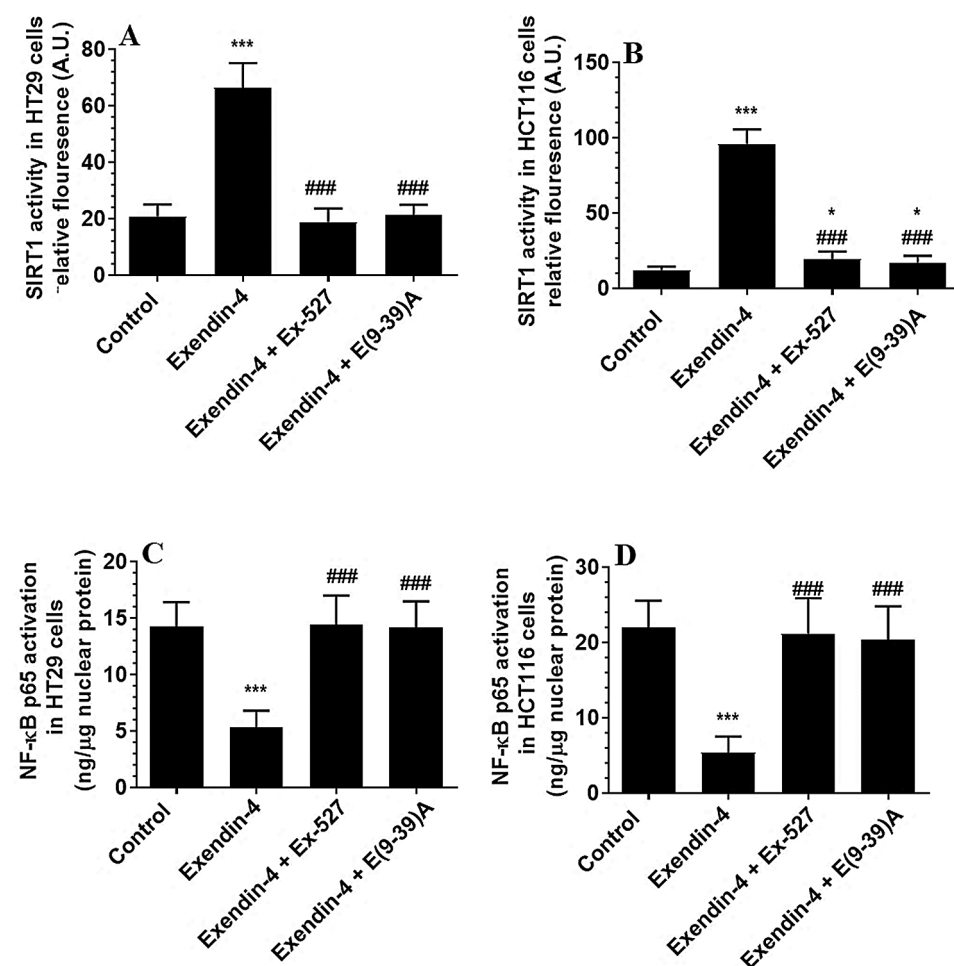 A
SIRT1 activity in HT29 cells
relative flouresence (A.U.)
80
60
40
20
0
***
###
###
Control
Exendin-4
Exendin-4 + Ex-527
Exendin-4 + E(9-39)A
B
SIRT1 activity in HCT116 cells
relative flouresence (A.U.)
150
100
50
0
***
*
###
*
###
Control
Exendin-4
Exendin-4 + Ex-527
Exendin-4 + E(9-39)A
C
NF-κB p65 activation
in HT29 cells
(ng/μg nuclear protein)
20
15
10
5
0
***
###
###
Control
Exendin-4
Exendin-4 + Ex-527
Exendin-4 + E(9-39)A
D
NF-κB p65 activation
in HCT116 cells
(ng/μg nuclear protein)
30
20
10
0
***
###
###
Control
Exendin-4
Exendin-4 + Ex-527
Exendin-4 + E(9-39)A